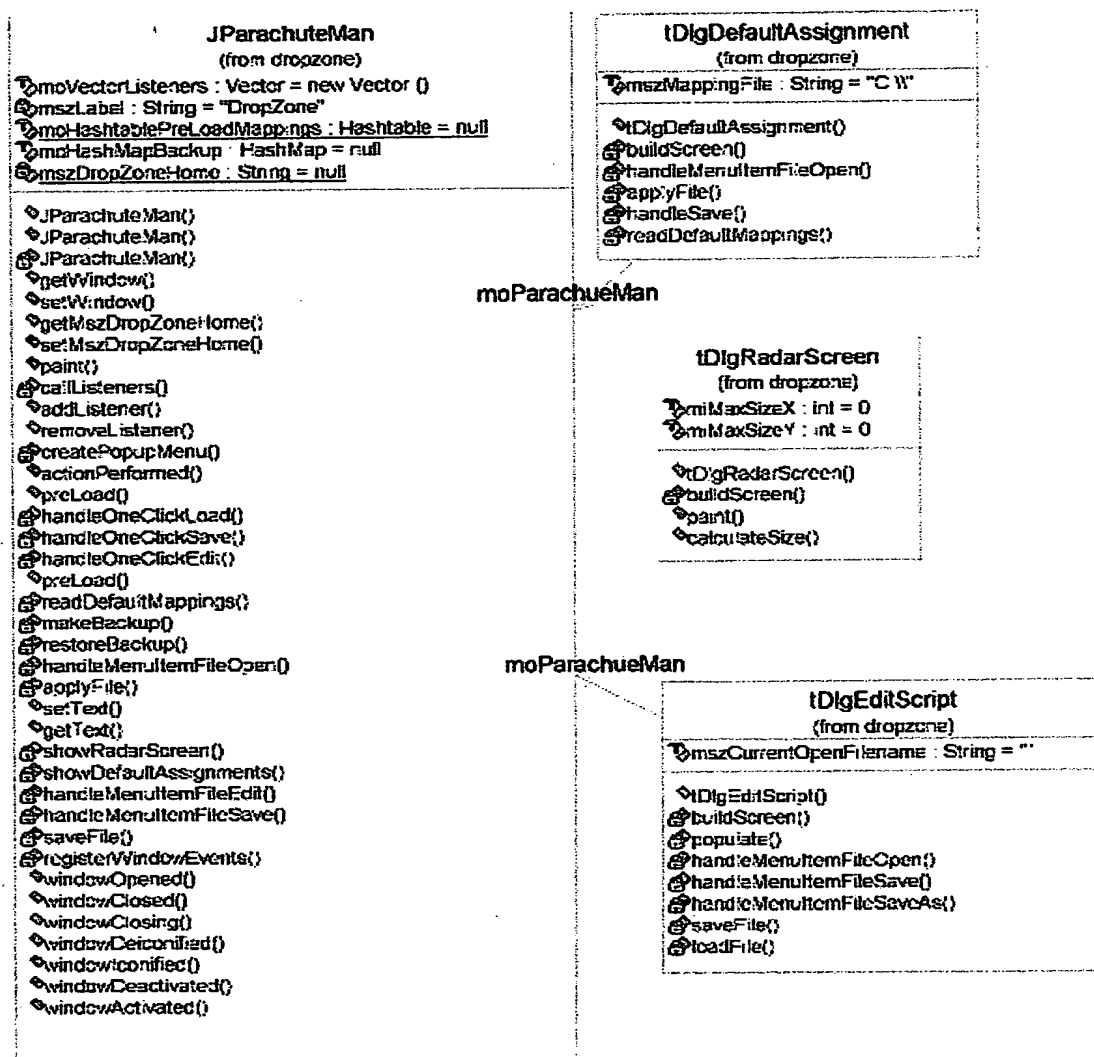 JParachuteMan
(from dropzone)
moVectorListeners : Vector = new Vector ()
mszLabel : String = "DropZone"
moHashtablePreLoadMappings : Hashtable = null
moHashMapBackup : HashMap = null
mszDropZoneHome : String = null
JParachuteMan()
JParachuteMan()
JParachuteMan()
getWindow()
setWindow()
getMszDropZoneHome()
setMszDropZoneHome()
paint()
callListeners()
addListener()
removeListener()
createPopupMenu()
actionPerformed()
preLoad()
handleOneClickLoad()
handleOneClickSave()
handleOneClickEdit()
preLoad()
readDefaultMappings()
makeBackup()
restoreBackup()
handleMenuItemFileOpen()
applyFile()
setText()
getText()
showRadarScreen()
showDefaultAssignments()
handleMenuItemFileEdit()
handleMenuItemFileSave()
saveFile()
registerWindowEvents()
windowOpened()
windowClosed()
windowClosing()
windowDeiconified()
windowIconified()
windowDeactivated()
windowActivated()
tDlgDefaultAssignment
(from dropzone)
mszMappingFile : String = "C \\"
tDlgDefaultAssignment()
buildScreen()
handleMenuItemFileOpen()
applyFile()
handleSave()
readDefaultMappings()
moParachueMan
tDlgRadarScreen
(from dropzone)
miMaxSizeX : int = 0
miMaxSizeY : int = 0
tDlgRadarScreen()
buildScreen()
paint()
calculateSize()
moParachueMan
tDlgEditScript
(from dropzone)
mszCurrentOpenFilename : String = ""
tDlgEditScript()
buildScreen()
populate()
handleMenuItemFileOpen()
handleMenuItemFileSave()
handleMenuItemFileSaveAs()
saveFile()
loadFile()